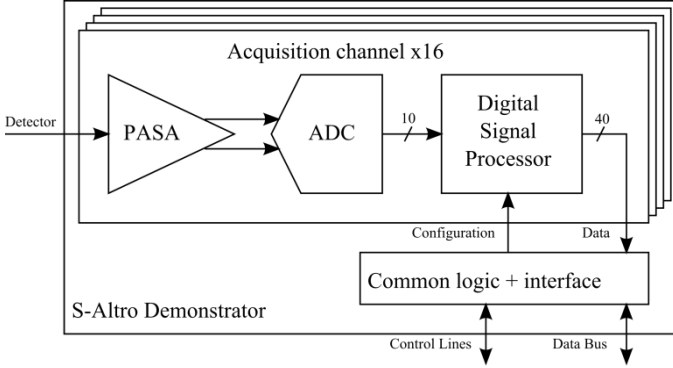 Acquisition channel x16
Detector
PASA
ADC
10
Digital
Signal
Processor
40
Configuration
Data
Common logic + interface
S-Altro Demonstrator
Control Lines
Data Bus